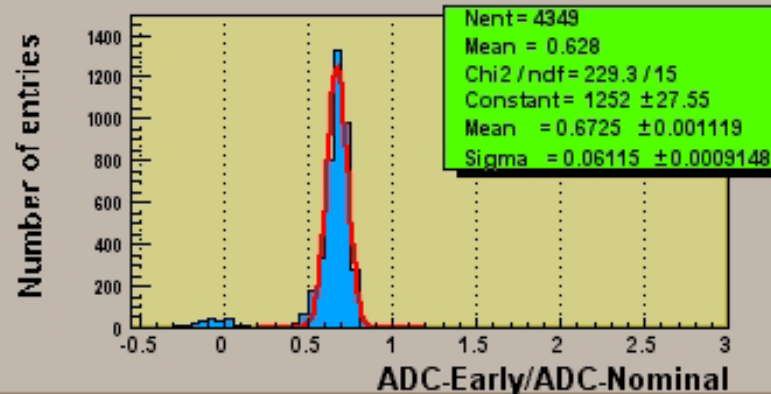 Nent = 4349
Mean = 0.628
Chi2 / ndf = 229.3 / 15
Constant = 1252 ± 27.55
Mean = 0.6725 ± 0.001119
Sigma = 0.06115 ± 0.0009148
Number of entries
1400
1200
1000
800
600
400
200
0
-0.5 0 0.5 1 1.5 2 2.5 3
ADC-Early/ADC-Nominal